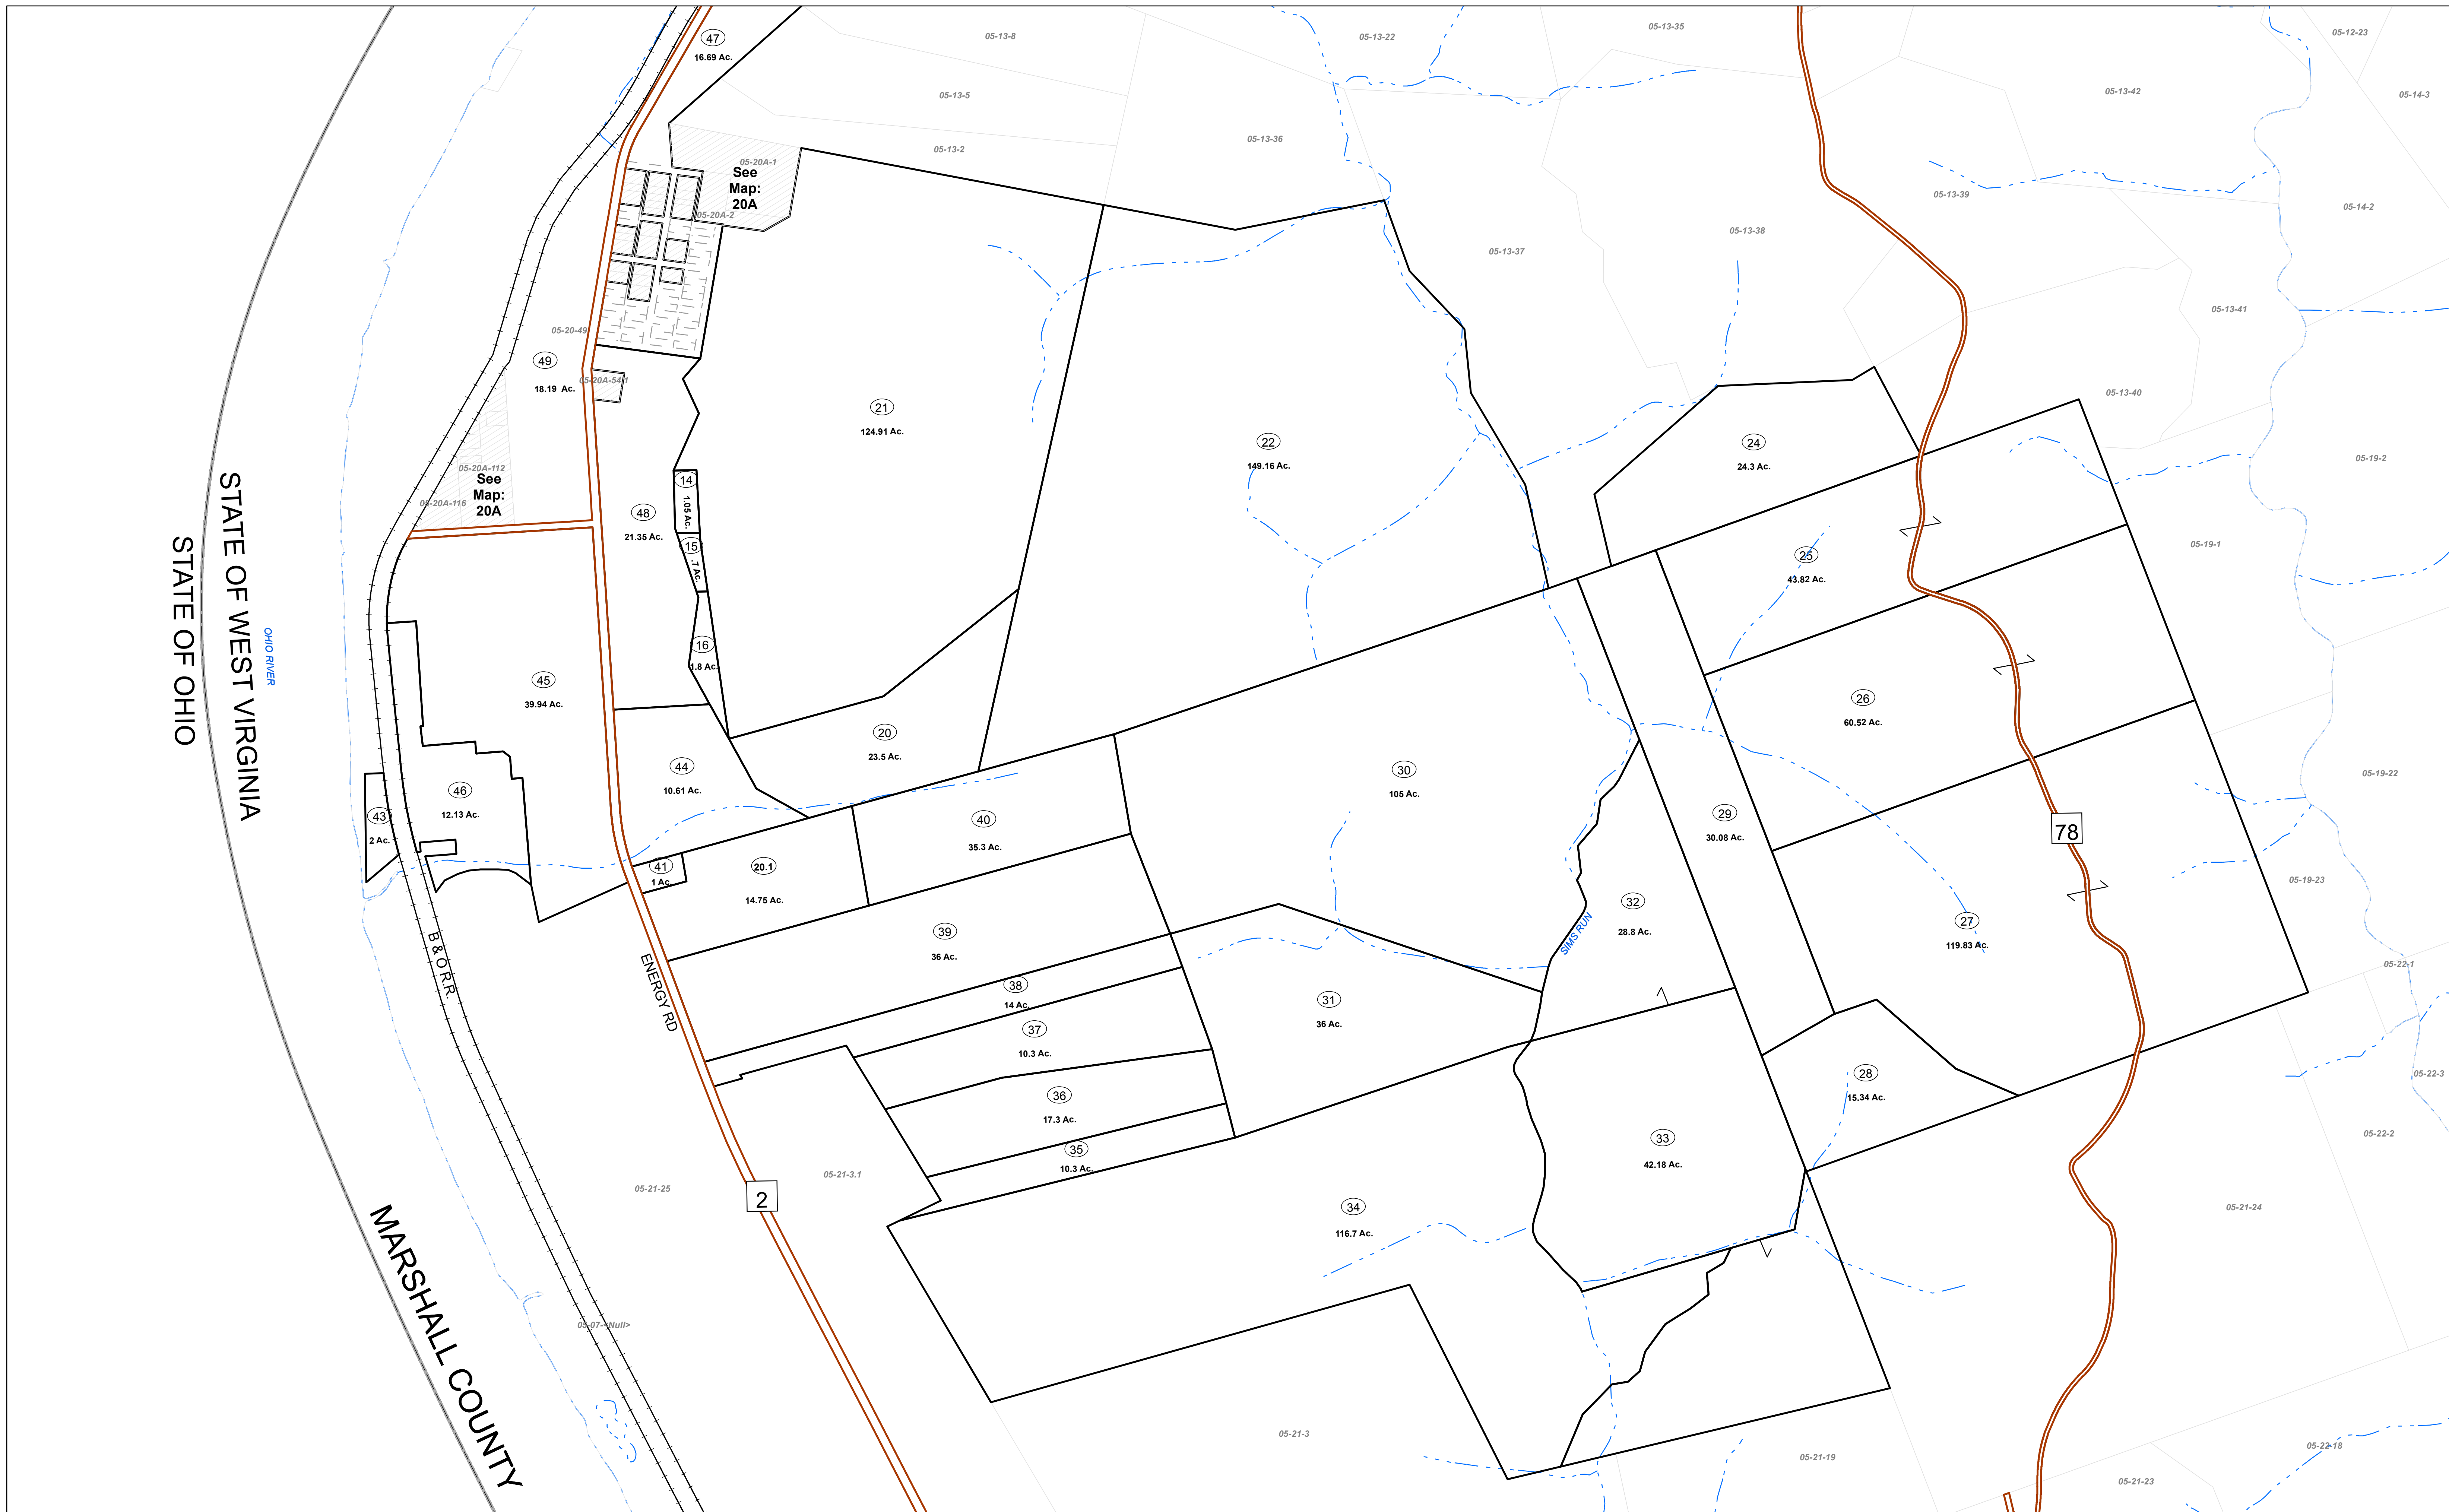 47
16.69 Ac.
05-13-8
05-13-22
05-13-35
05-12-23
05-13-5
05-13-42
05-14-3
05-13-2
05-13-36
05-20A-1
See
Map:
20A
05-20A-2
05-13-39
05-14-2
05-13-38
05-13-37
05-13-41
05-20-49
49
18.19 Ac.
05-20A-54.1
05-13-40
21
124.91 Ac.
22
149.16 Ac.
24
24.3 Ac.
05-19-2
05-20A-112
See
Map:
20A
05-20A-116
14
1.05 Ac.
48
21.35 Ac.
15
.7 Ac.
25
43.82 Ac.
05-19-1
STATE OF WEST VIRGINIA
STATE OF OHIO
OHIO RIVER
16
1.8 Ac.
45
39.94 Ac.
26
60.52 Ac.
20
23.5 Ac.
44
10.61 Ac.
30
105 Ac.
05-19-22
46
12.13 Ac.
43
2 Ac.
40
35.3 Ac.
29
30.08 Ac.
78
41
1 Ac.
20.1
14.75 Ac.
05-19-23
32
28.8 Ac.
SIMS RUN
27
119.83 Ac.
39
36 Ac.
B & O R.R.
ENERGY RD
05-22-1
38
14 Ac.
31
36 Ac.
37
10.3 Ac.
28
15.34 Ac.
05-22-3
36
17.3 Ac.
35
10.3 Ac.
33
42.18 Ac.
05-22-2
05-21-25
05-21-3.1
2
34
116.7 Ac.
05-21-24
MARSHALL COUNTY
05-07-<Null>
05-21-3
05-21-19
05-22-18
05-21-23